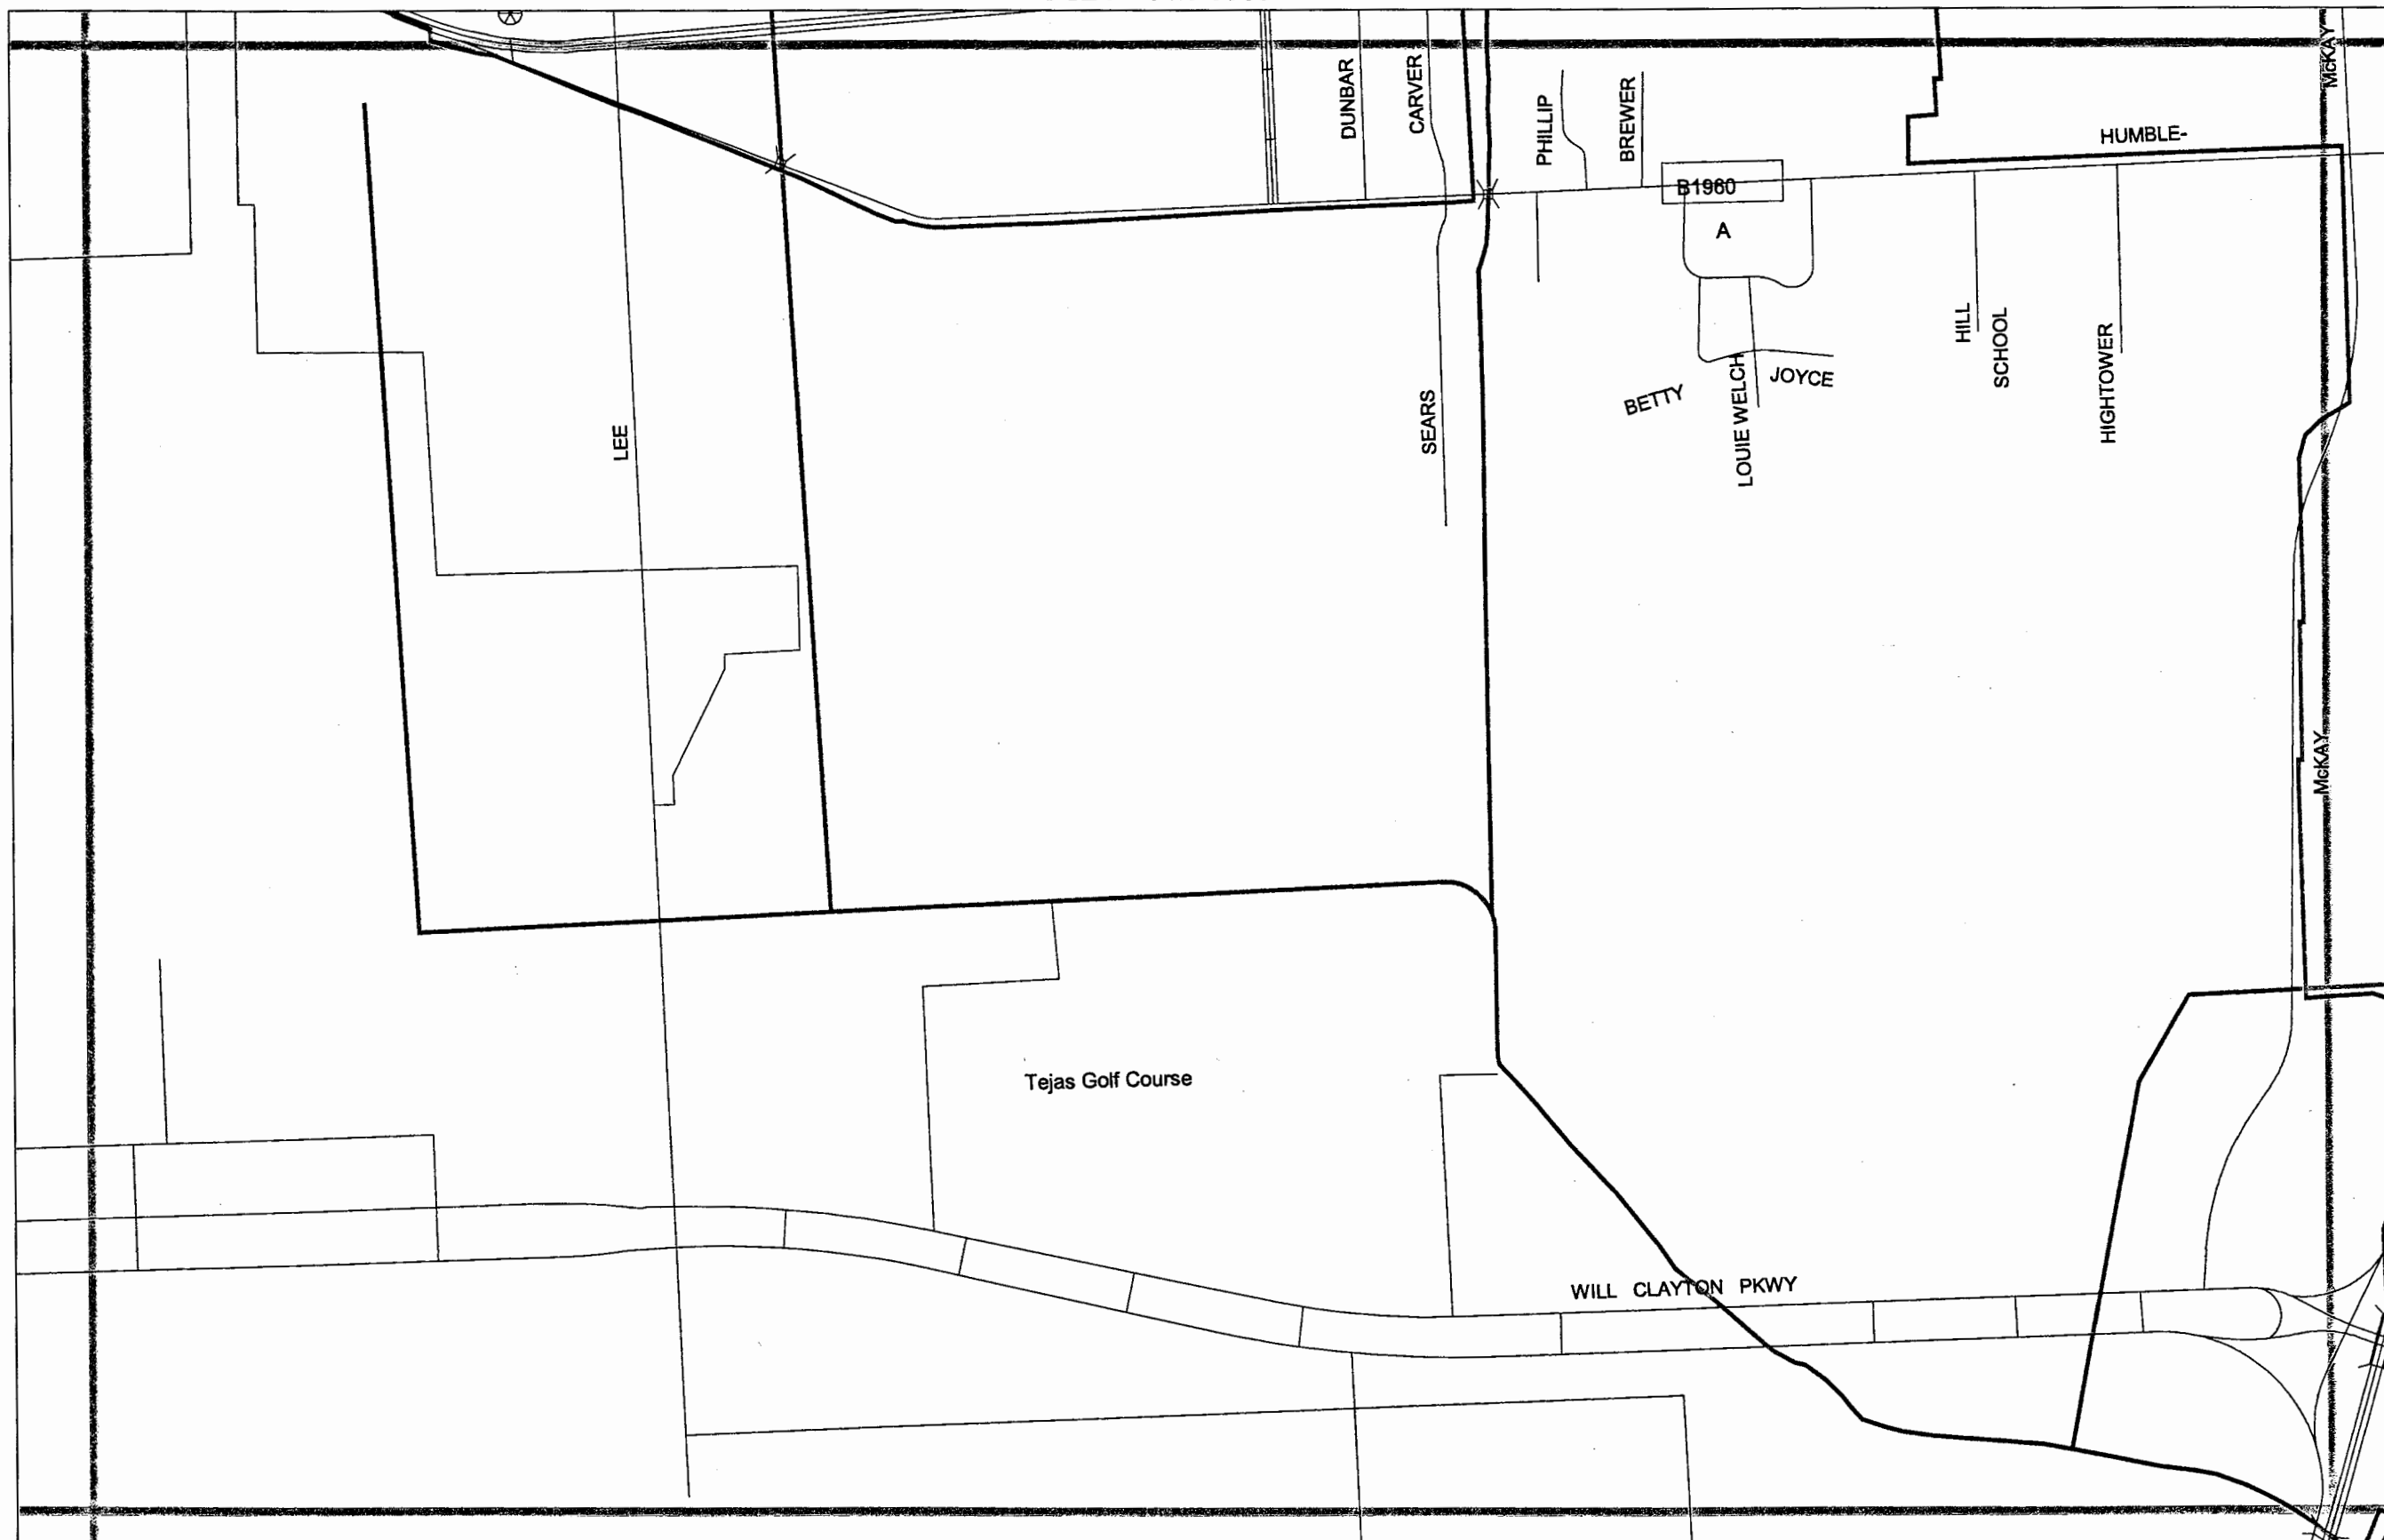 McKAY
DUNBAR
CARVER
PHILLIP
BREWER
HUMBLE-
B1960
A
HILL
SCHOOL
HIGHTOWER
JOYCE
BETTY
LOUIE WELCH
SEARS
LEE
McKAY
Tejas Golf Course
WILL CLAYTON PKWY